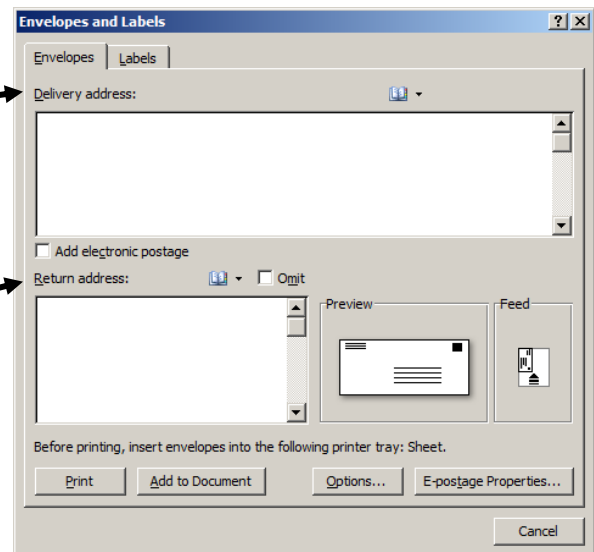 Envelopes and Labels
Envelopes Labels
Delivery address:
Add electronic postage
Return address: Omit
Preview Feed
Before printing, insert envelopes into the following printer tray: Sheet.
Print Add to Document Options... E-postage Properties...
Cancel